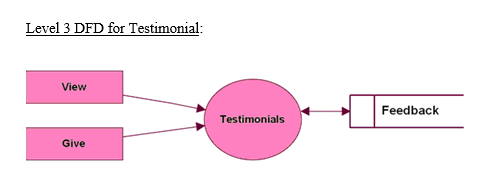 Level 3 DFD for Testimonial:
View
Testimonials
Feedback
Give